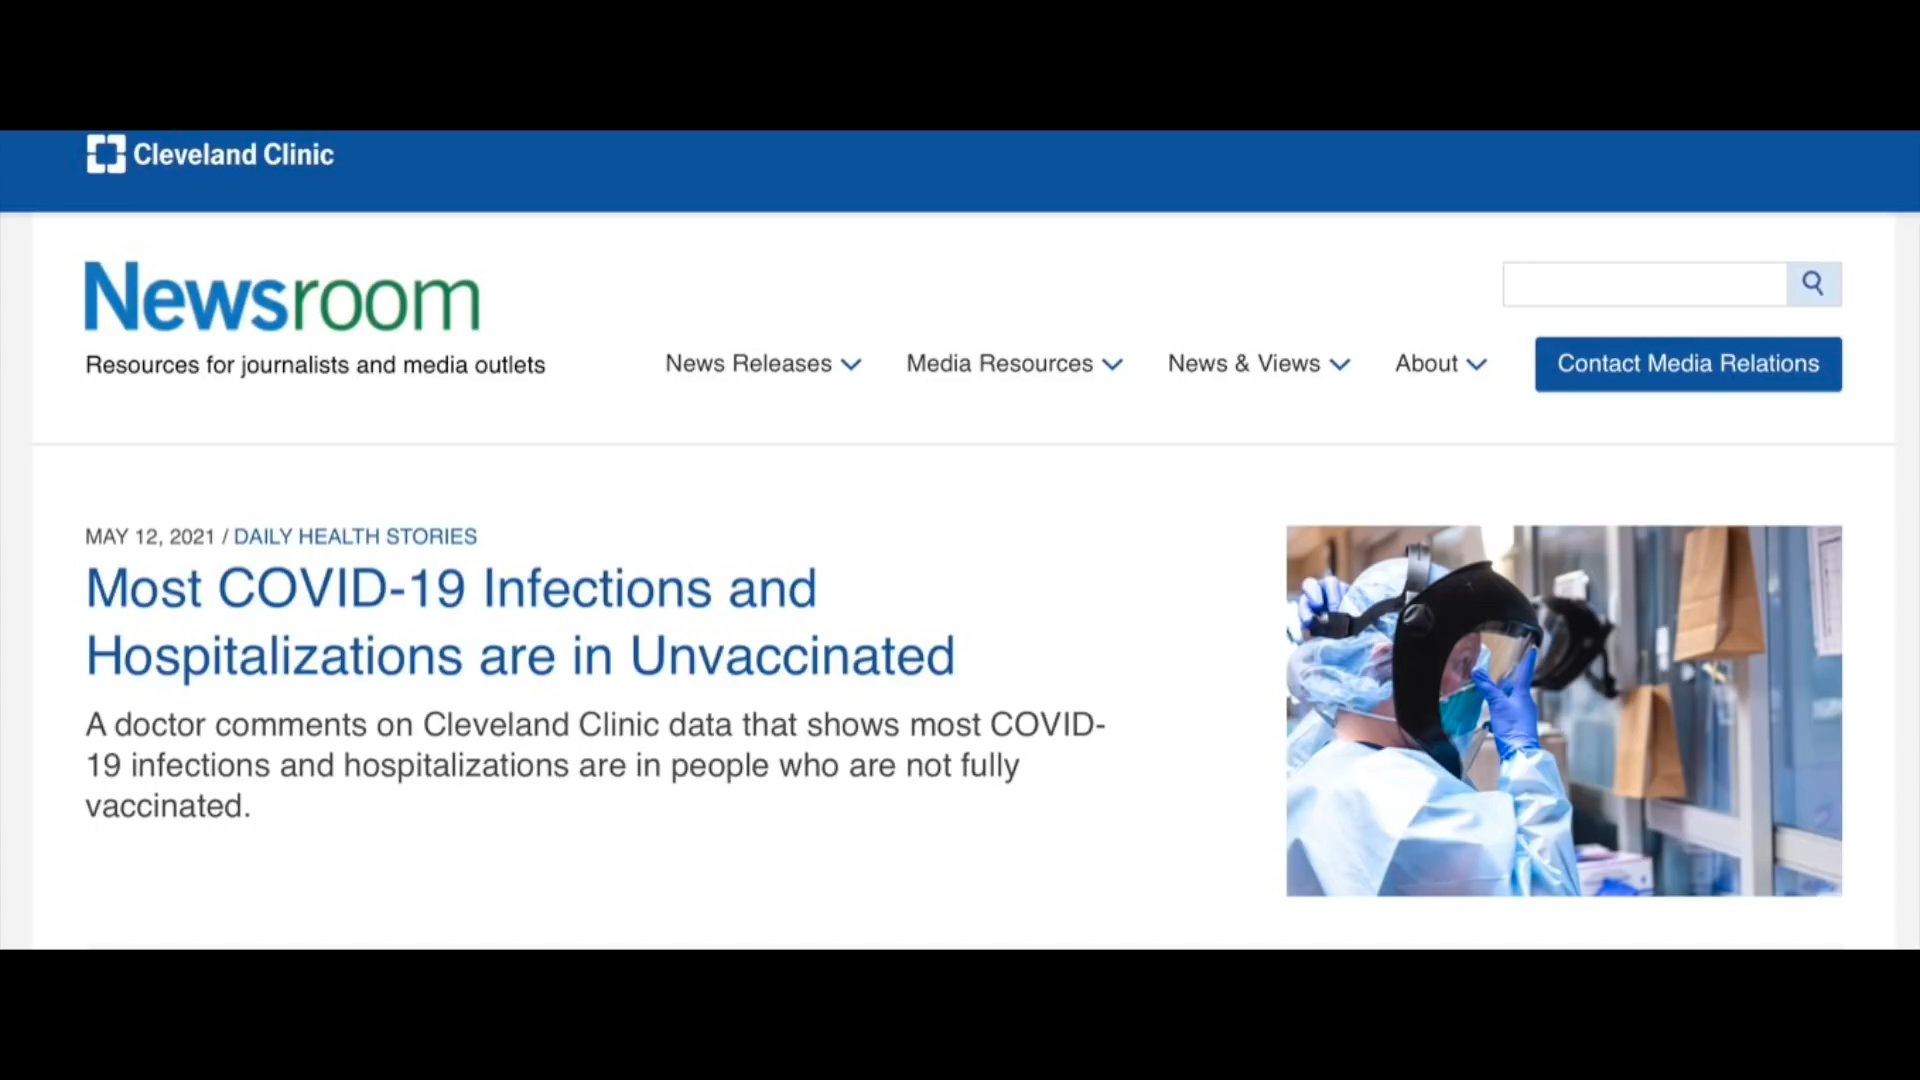 Cleveland Clinic
Newsroom
Resources for journalists and media outlets
News Releases
Media Resources
News & Views
About
Contact Media Relations
MAY 12, 2021 / DAILY HEALTH STORIES
Most COVID-19 Infections and
Hospitalizations are in Unvaccinated
A doctor comments on Cleveland Clinic data that shows most COVID-
19 infections and hospitalizations are in people who are not fully
vaccinated.